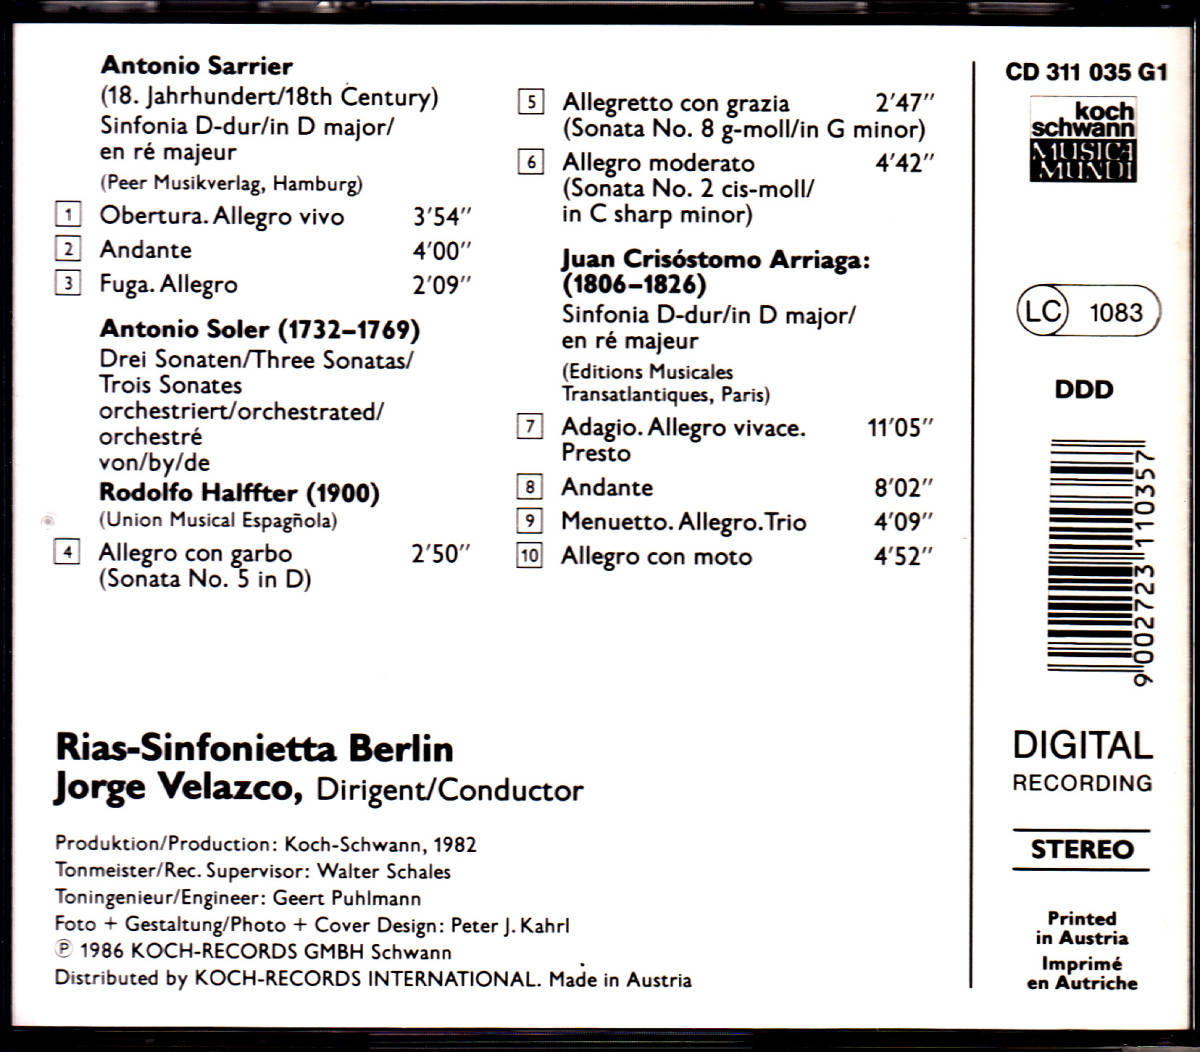 Antonio Sarrier
(18. Jahrhundert/18th Century)
Sinfonia D-dur/in D major/
en ré majeur
(Peer Musikverlag, Hamburg)
1 Obertura. Allegro vivo 3'54''
2 Andante 4'00''
3 Fuga. Allegro 2'09''
Antonio Soler (1732–1769)
Drei Sonaten/Three Sonatas/
Trois Sonates
orchestriert/orchestrated/
orchestré
von/by/de
Rodolfo Halffter (1900)
(Union Musical Espagñola)
4 Allegro con garbo 2'50''
(Sonata No. 5 in D)
5 Allegretto con grazia 2'47''
(Sonata No. 8 g-moll/in G minor)
6 Allegro moderato 4'42''
(Sonata No. 2 cis-moll/
in C sharp minor)
Juan Crisóstomo Arriaga:
(1806–1826)
Sinfonia D-dur/in D major/
en ré majeur
(Editions Musicales
Transatlantiques, Paris)
7 Adagio. Allegro vivace. 11'05''
Presto
8 Andante 8'02''
9 Menuetto. Allegro. Trio 4'09''
10 Allegro con moto 4'52''
Rias-Sinfonietta Berlin
Jorge Velazco, Dirigent/Conductor
Produktion/Production: Koch-Schwann, 1982
Tonmeister/Rec. Supervisor: Walter Schales
Toningenieur/Engineer: Geert Puhlmann
Foto + Gestaltung/Photo + Cover Design: Peter J. Kahrl
℗ 1986 KOCH-RECORDS GMBH Schwann
Distributed by KOCH-RECORDS INTERNATIONAL. Made in Austria
CD 311 035 G1
koch
schwann
MUSICA
MUNDI
LC 1083
DDD
9 002723 110357
DIGITAL
RECORDING
STEREO
Printed
in Austria
Imprimé
en Autriche